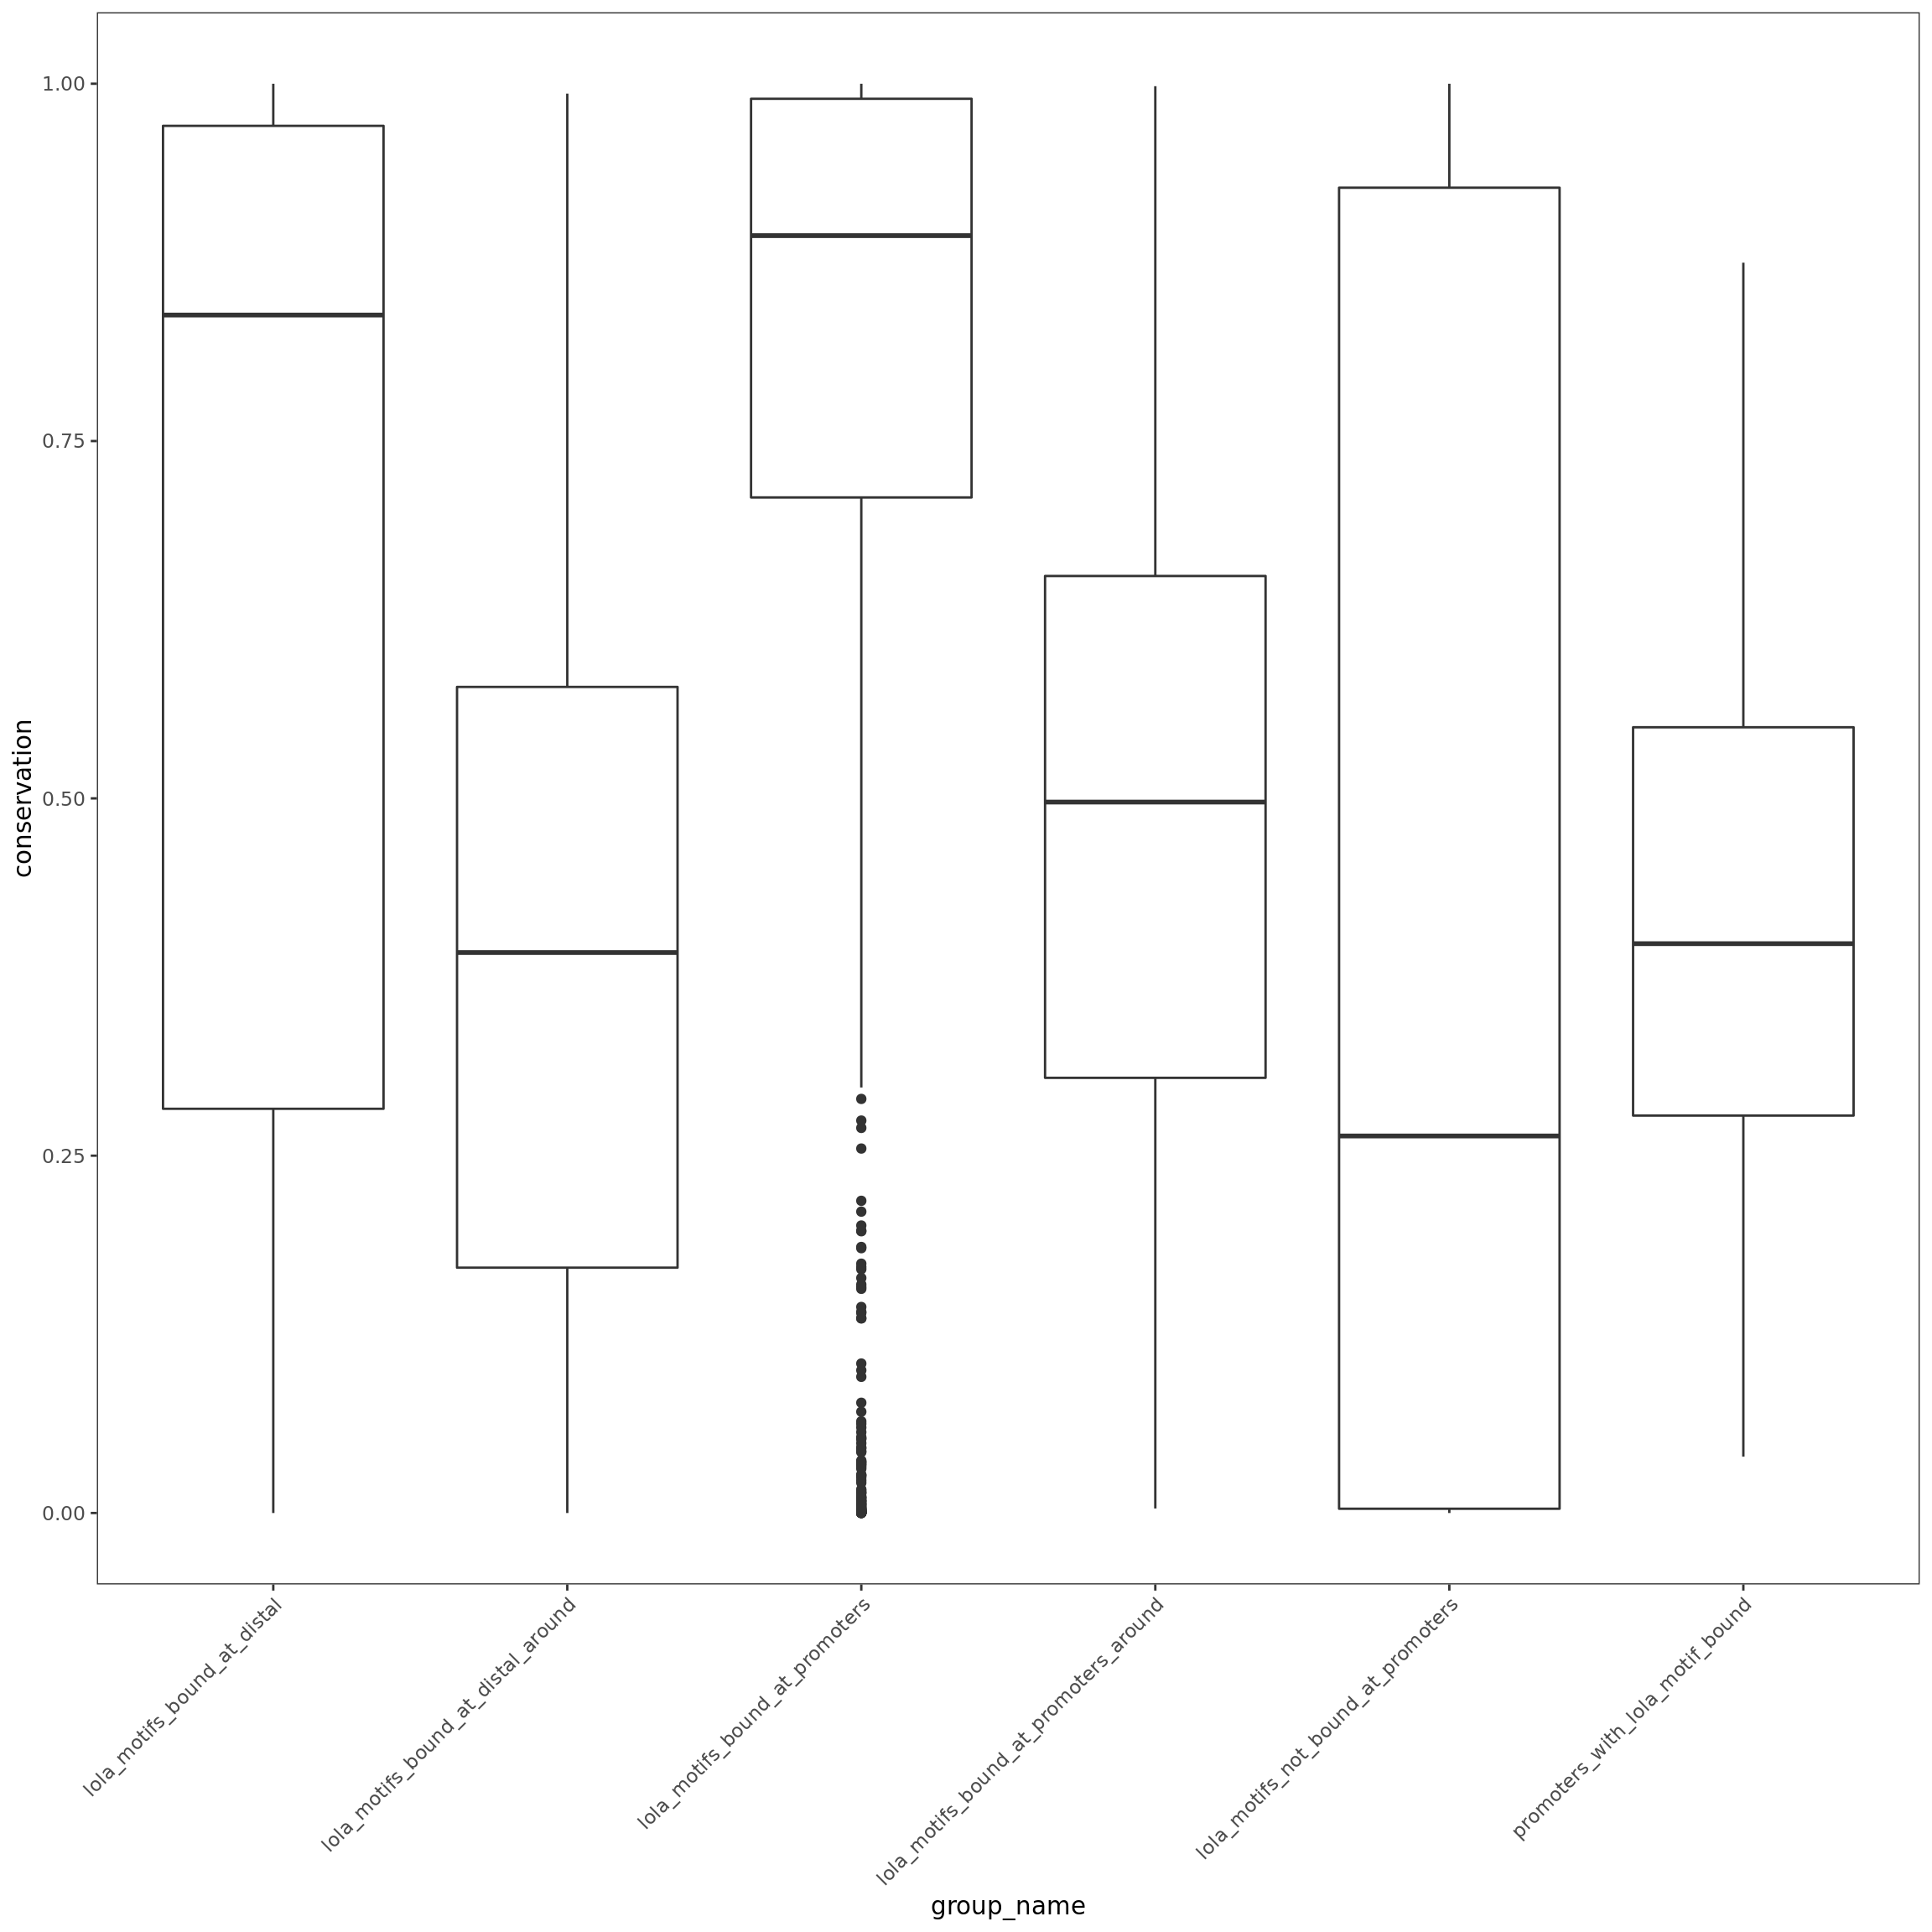 conservation
1.00
0.75
0.50
0.25
0.00
lola_motifs_bound_at_distal
lola_motifs_bound_at_distal_around
lola_motifs_bound_at_promoters
lola_motifs_bound_at_promoters_around
lola_motifs_not_bound_at_promoters
promoters_with_lola_motif_bound
group_name